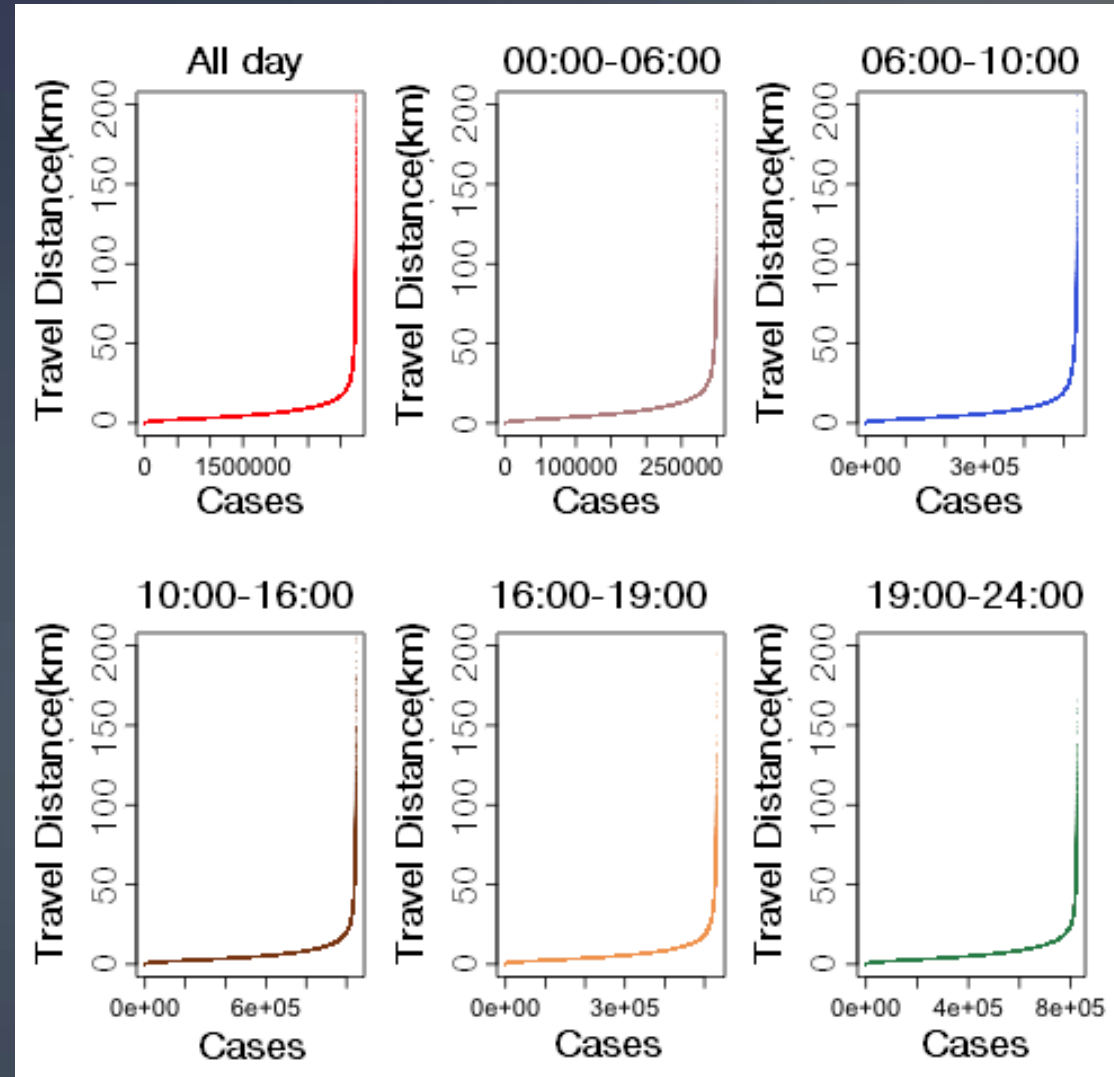 All day
Travel Distance(km)
200
150
100
50
0
0 1500000
Cases
00:00-06:00
Travel Distance(km)
200
150
100
50
0
0 100000 250000
Cases
06:00-10:00
Travel Distance(km)
200
150
100
50
0
0e+00 3e+05
Cases
10:00-16:00
Travel Distance(km)
200
150
100
50
0
0e+00 6e+05
Cases
16:00-19:00
Travel Distance(km)
200
150
100
50
0
0e+00 3e+05
Cases
19:00-24:00
Travel Distance(km)
200
150
100
50
0
0e+00 4e+05 8e+05
Cases